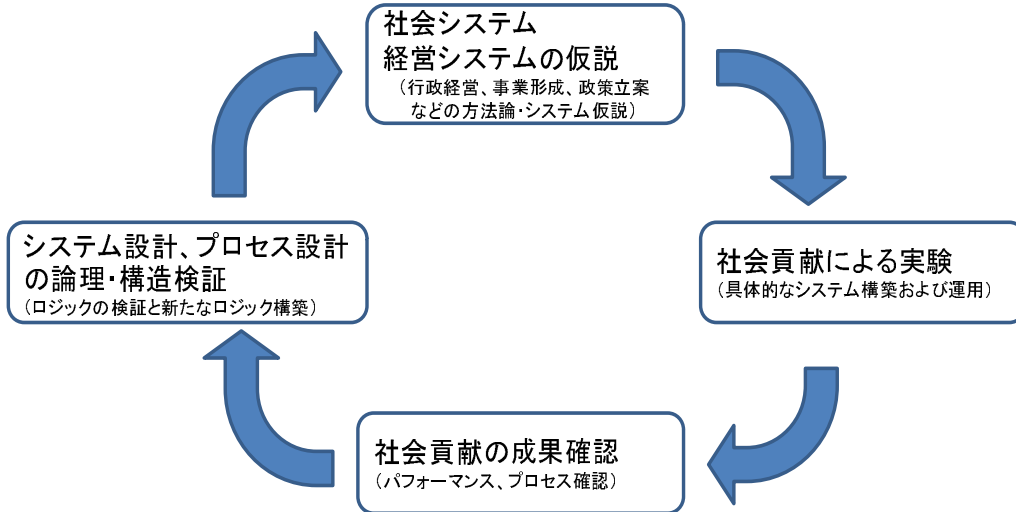 社会システム
経営システムの仮説
（行政経営、事業形成、政策立案
などの方法論・システム仮説）
システム設計、プロセス設計
の論理・構造検証
（ロジックの検証と新たなロジック構築）
社会貢献による実験
（具体的なシステム構築および運用）
社会貢献の成果確認
（パフォーマンス、プロセス確認）